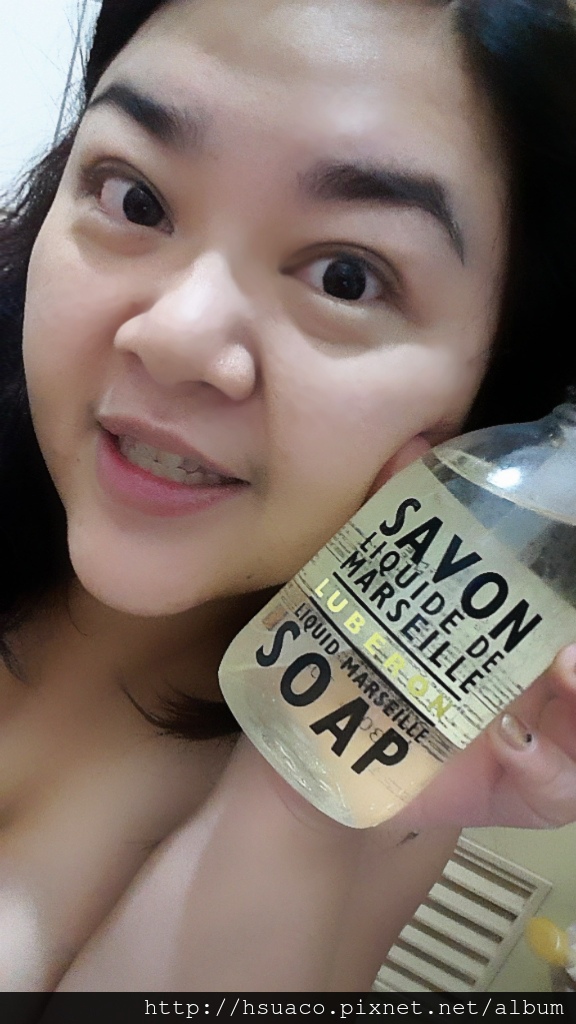 SAVON
LIQUIDE DE
MARSEILLE
LUBERON
LIQUID MARSEILLE
SOAP
http://hsuaco.pixnet.net/album